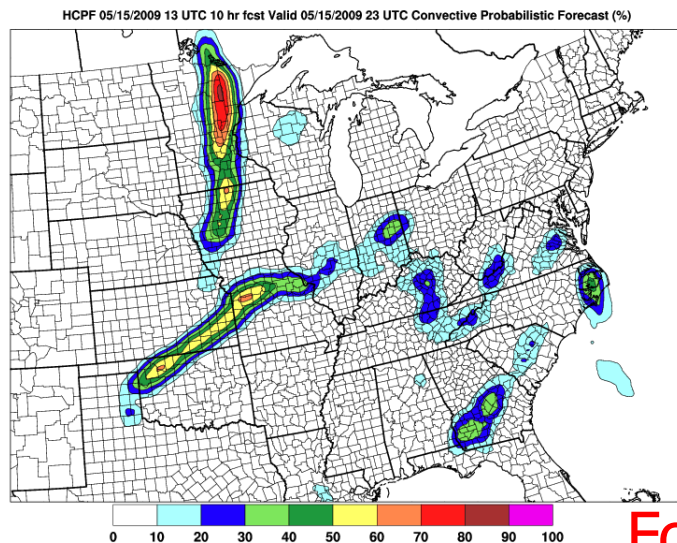 HCPF 05/15/2009 13 UTC 10 hr fcst Valid 05/15/2009 23 UTC Convective Probabilistic Forecast (%)
0 10 20 30 40 50 60 70 80 90 100
Fo